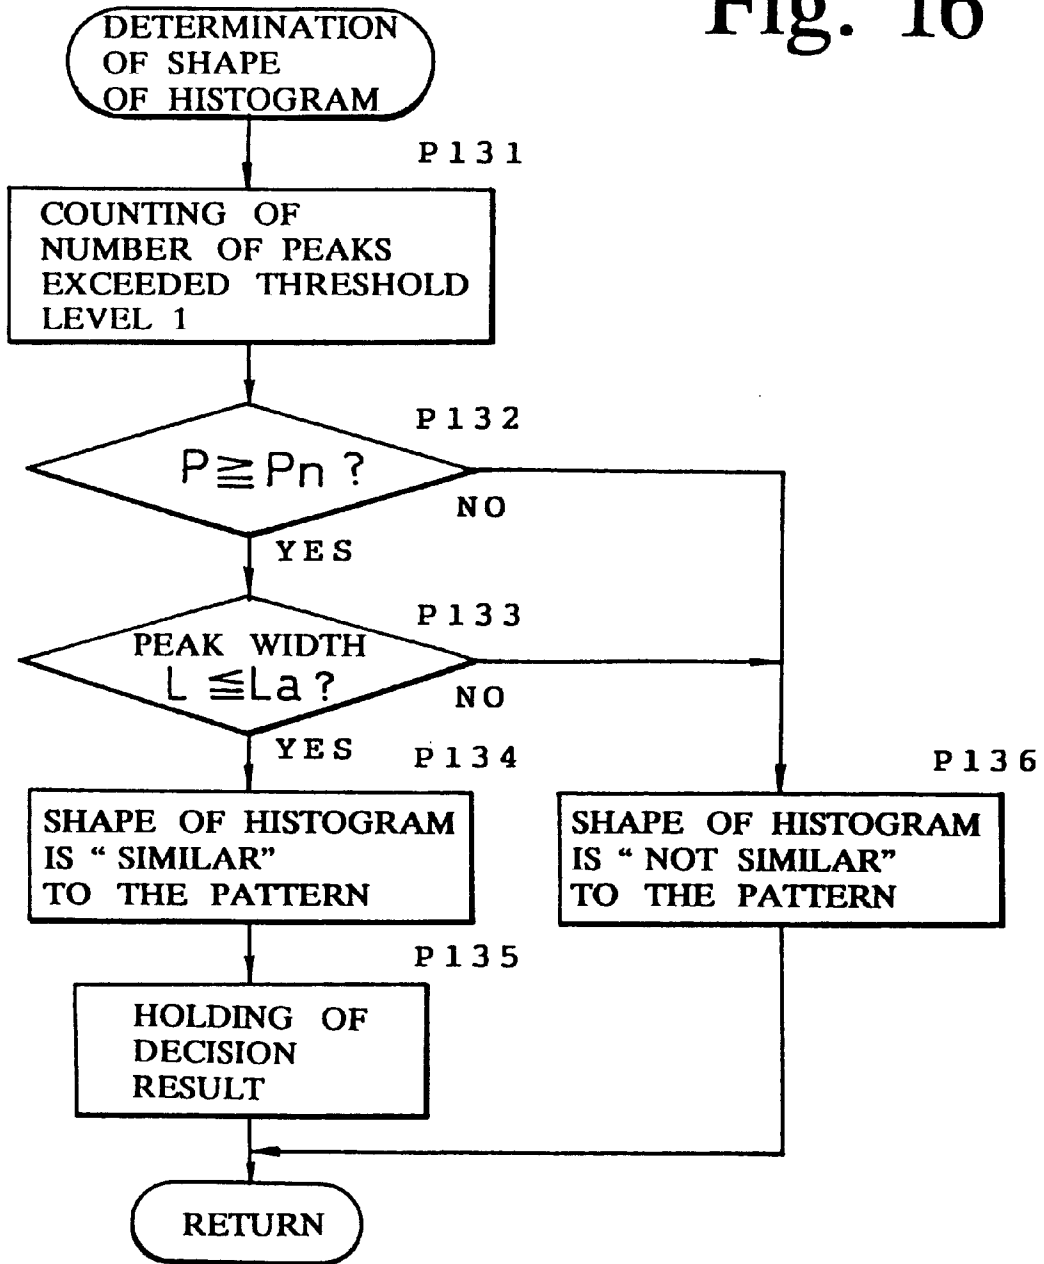 Fig. 16
DETERMINATION
OF SHAPE
OF HISTOGRAM
P131
COUNTING OF
NUMBER OF PEAKS
EXCEEDED THRESHOLD
LEVEL 1
P132
P≧Pn?
NO
YES
P133
PEAK WIDTH
L≦La?
NO
YES
P134
SHAPE OF HISTOGRAM
IS “SIMILAR”
TO THE PATTERN
P136
SHAPE OF HISTOGRAM
IS “NOT SIMILAR”
TO THE PATTERN
P135
HOLDING OF
DECISION
RESULT
RETURN